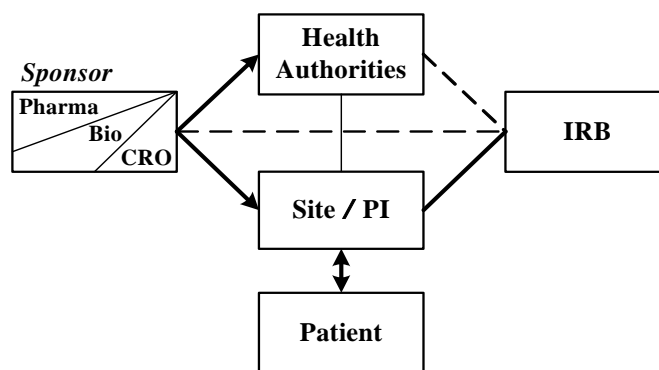 Health
Authorities
Sponsor
Pharma
Bio
CRO
IRB
Site / PI
Patient